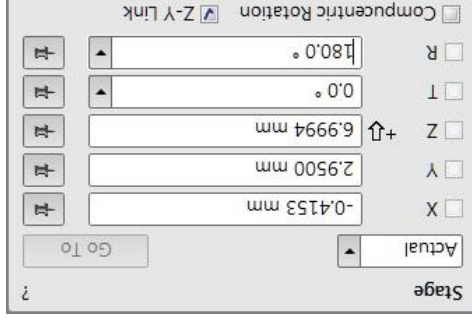 Stage ?
Actual Go To
X -0.4153 mm
Y 2.9500 mm
Z +⇧ 6.9994 mm
T 0.0 °
R 180.0 °
Compucentric Rotation Z-Y Link